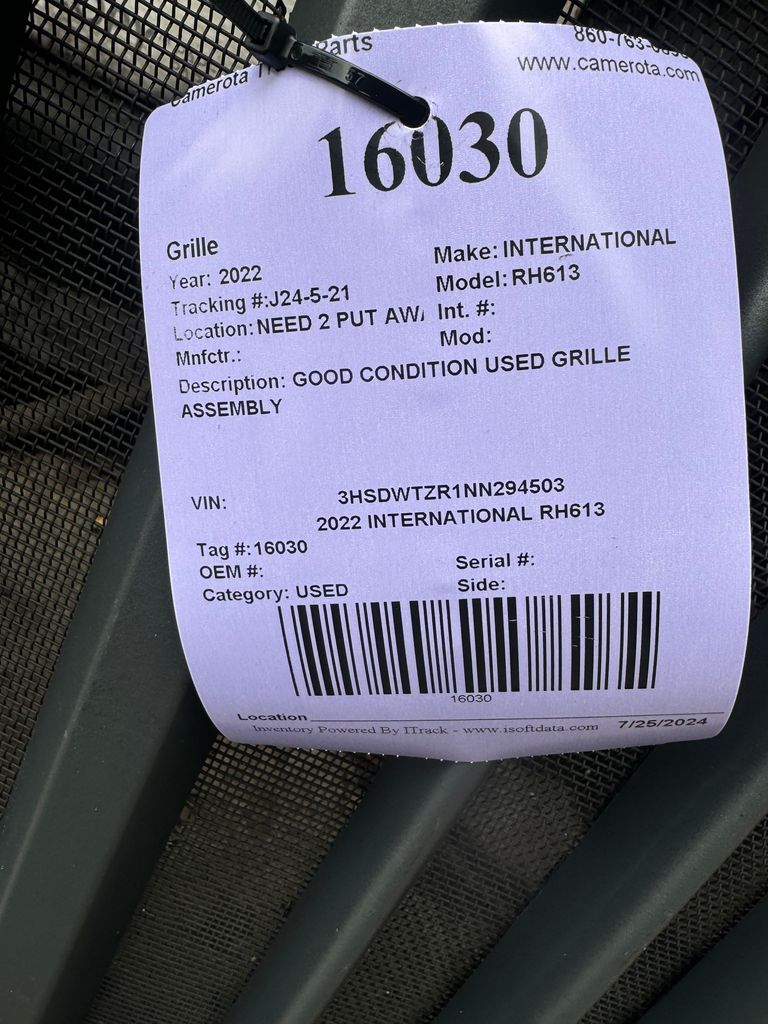 Camerota Parts
860-763-
www.camerota.com
16030
Grille
Make: INTERNATIONAL
Year: 2022
Model: RH613
Tracking #:J24-5-21
Int. #:
Location: NEED 2 PUT AW
Mod:
Mnfctr.:
Description: GOOD CONDITION USED GRILLE
ASSEMBLY
VIN: 3HSDWTZR1NN294503
2022 INTERNATIONAL RH613
Tag #:16030
OEM #:
Serial #:
Category: USED
Side:
16030
Location
Inventory Powered By ITrack - www.isoftdata.com 7/25/2024